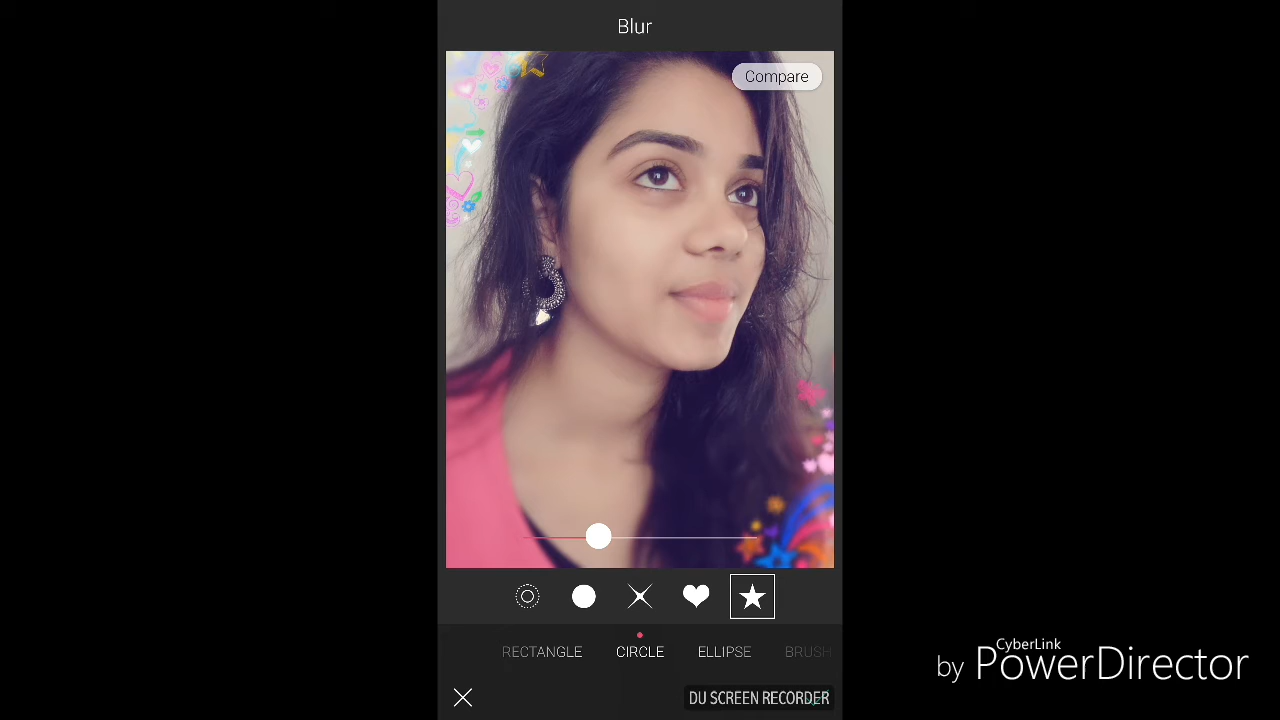 Blur
Compare
RECTANGLE CIRCLE ELLIPSE BRUSH
DU SCREEN RECORDER
CyberLink
by PowerDirector